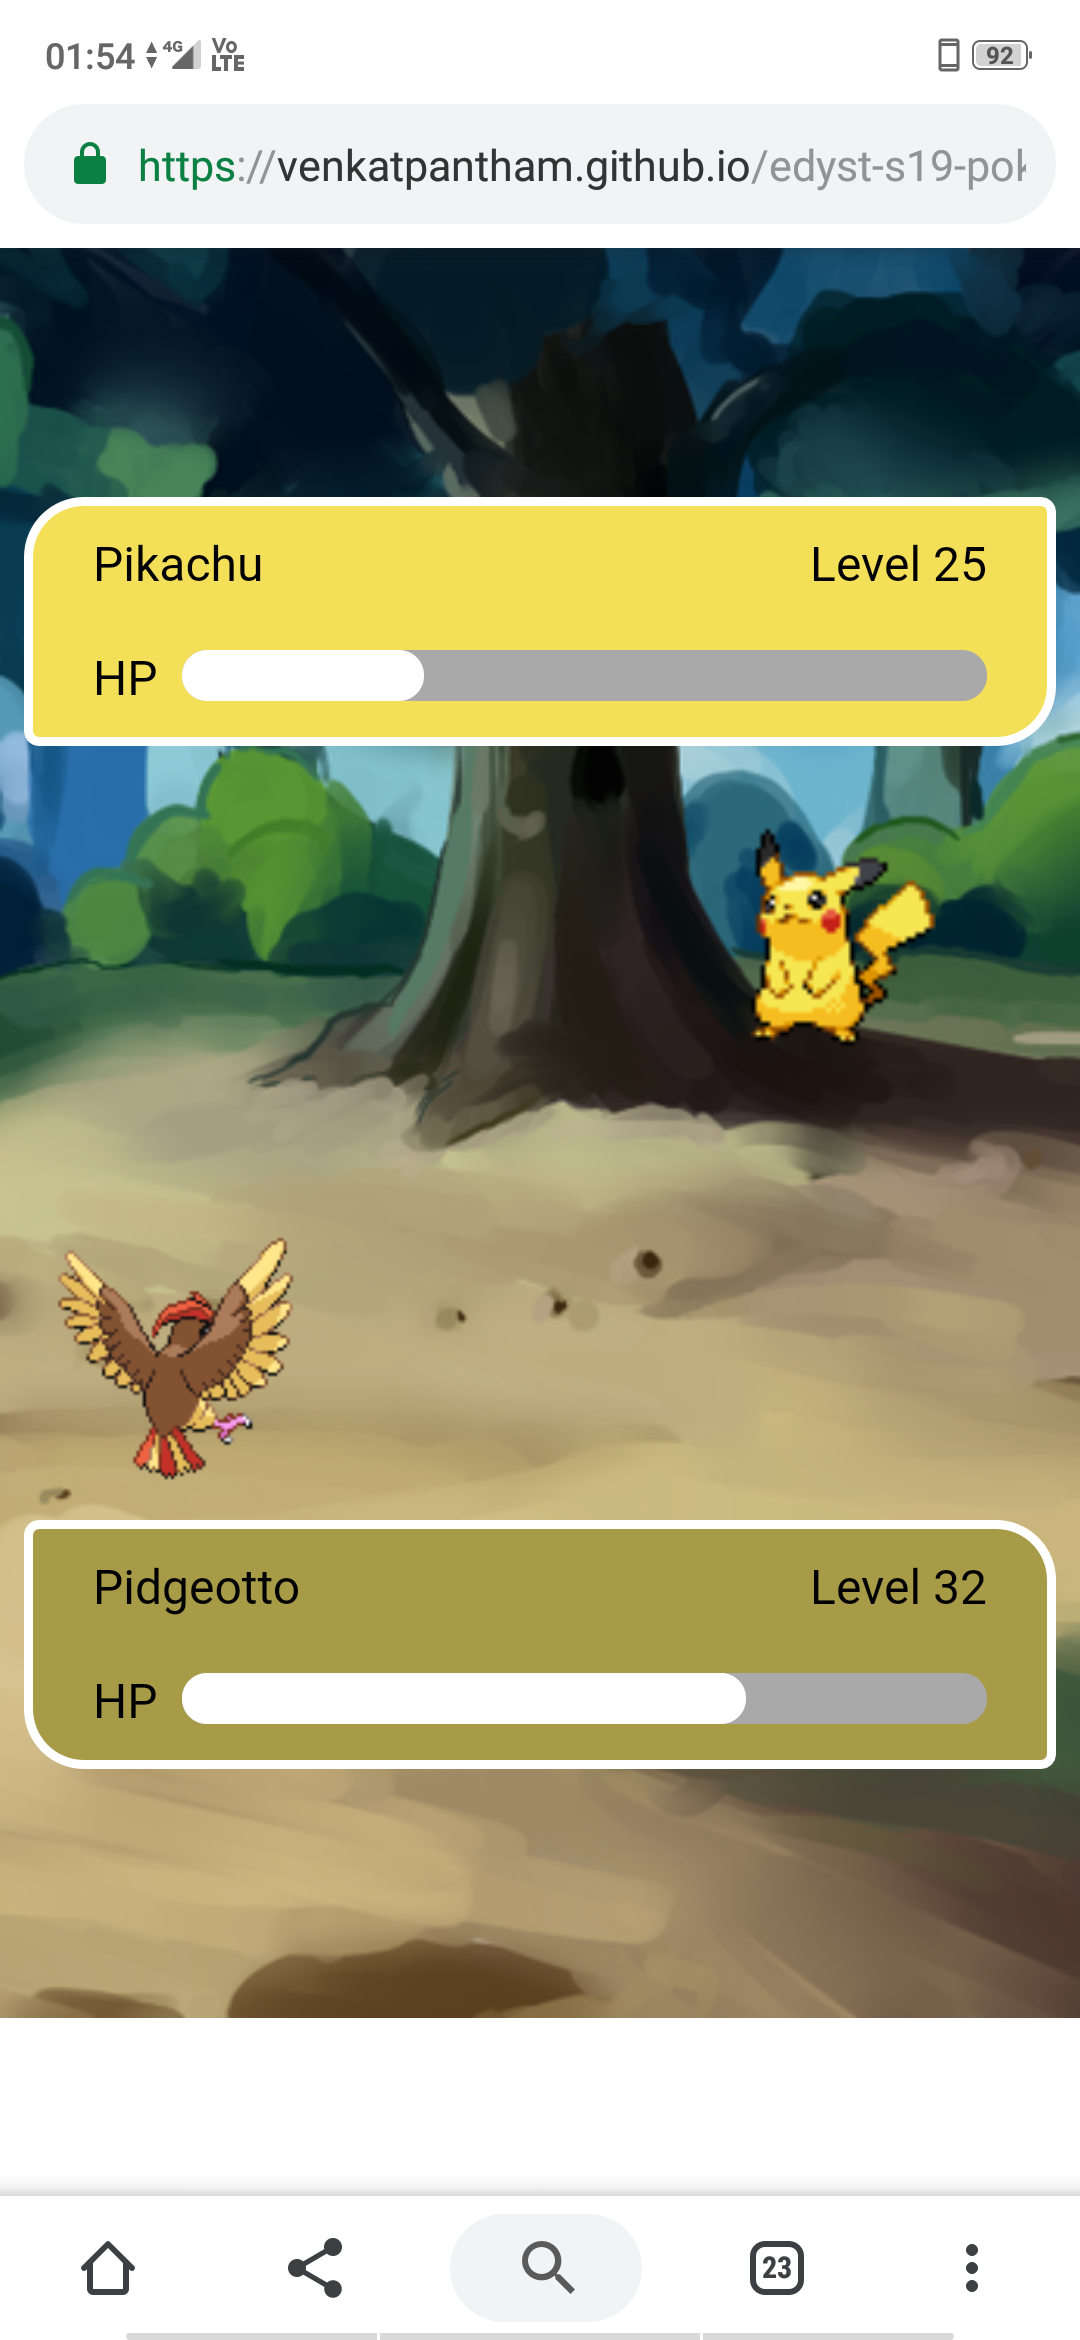 01:54 4G Vo LTE 92
https://venkatpantham.github.io/edyst-s19-pok
Pikachu Level 25
HP
Pidgeotto Level 32
HP
23